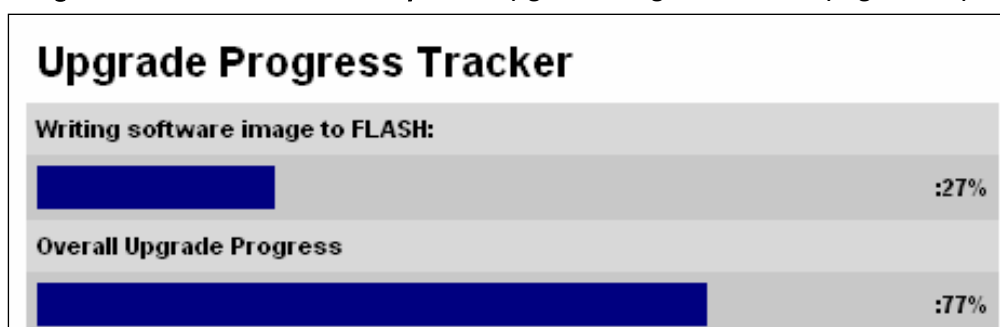 Upgrade Progress Tracker
Writing software image to FLASH:
:27%
Overall Upgrade Progress
:77%